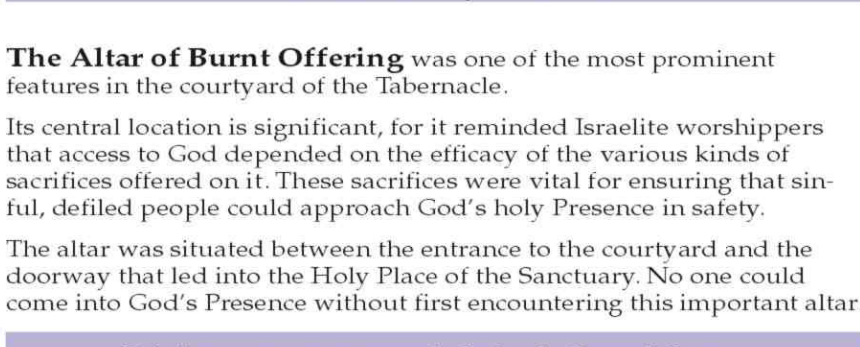 The Altar of Burnt Offering was one of the most prominent
features in the courtyard of the Tabernacle.
Its central location is significant, for it reminded Israelite worshippers
that access to God depended on the efficacy of the various kinds of
sacrifices offered on it. These sacrifices were vital for ensuring that sin-
ful, defiled people could approach God's holy Presence in safety.
The altar was situated between the entrance to the courtyard and the
doorway that led into the Holy Place of the Sanctuary. No one could
come into God's Presence without first encountering this important altar